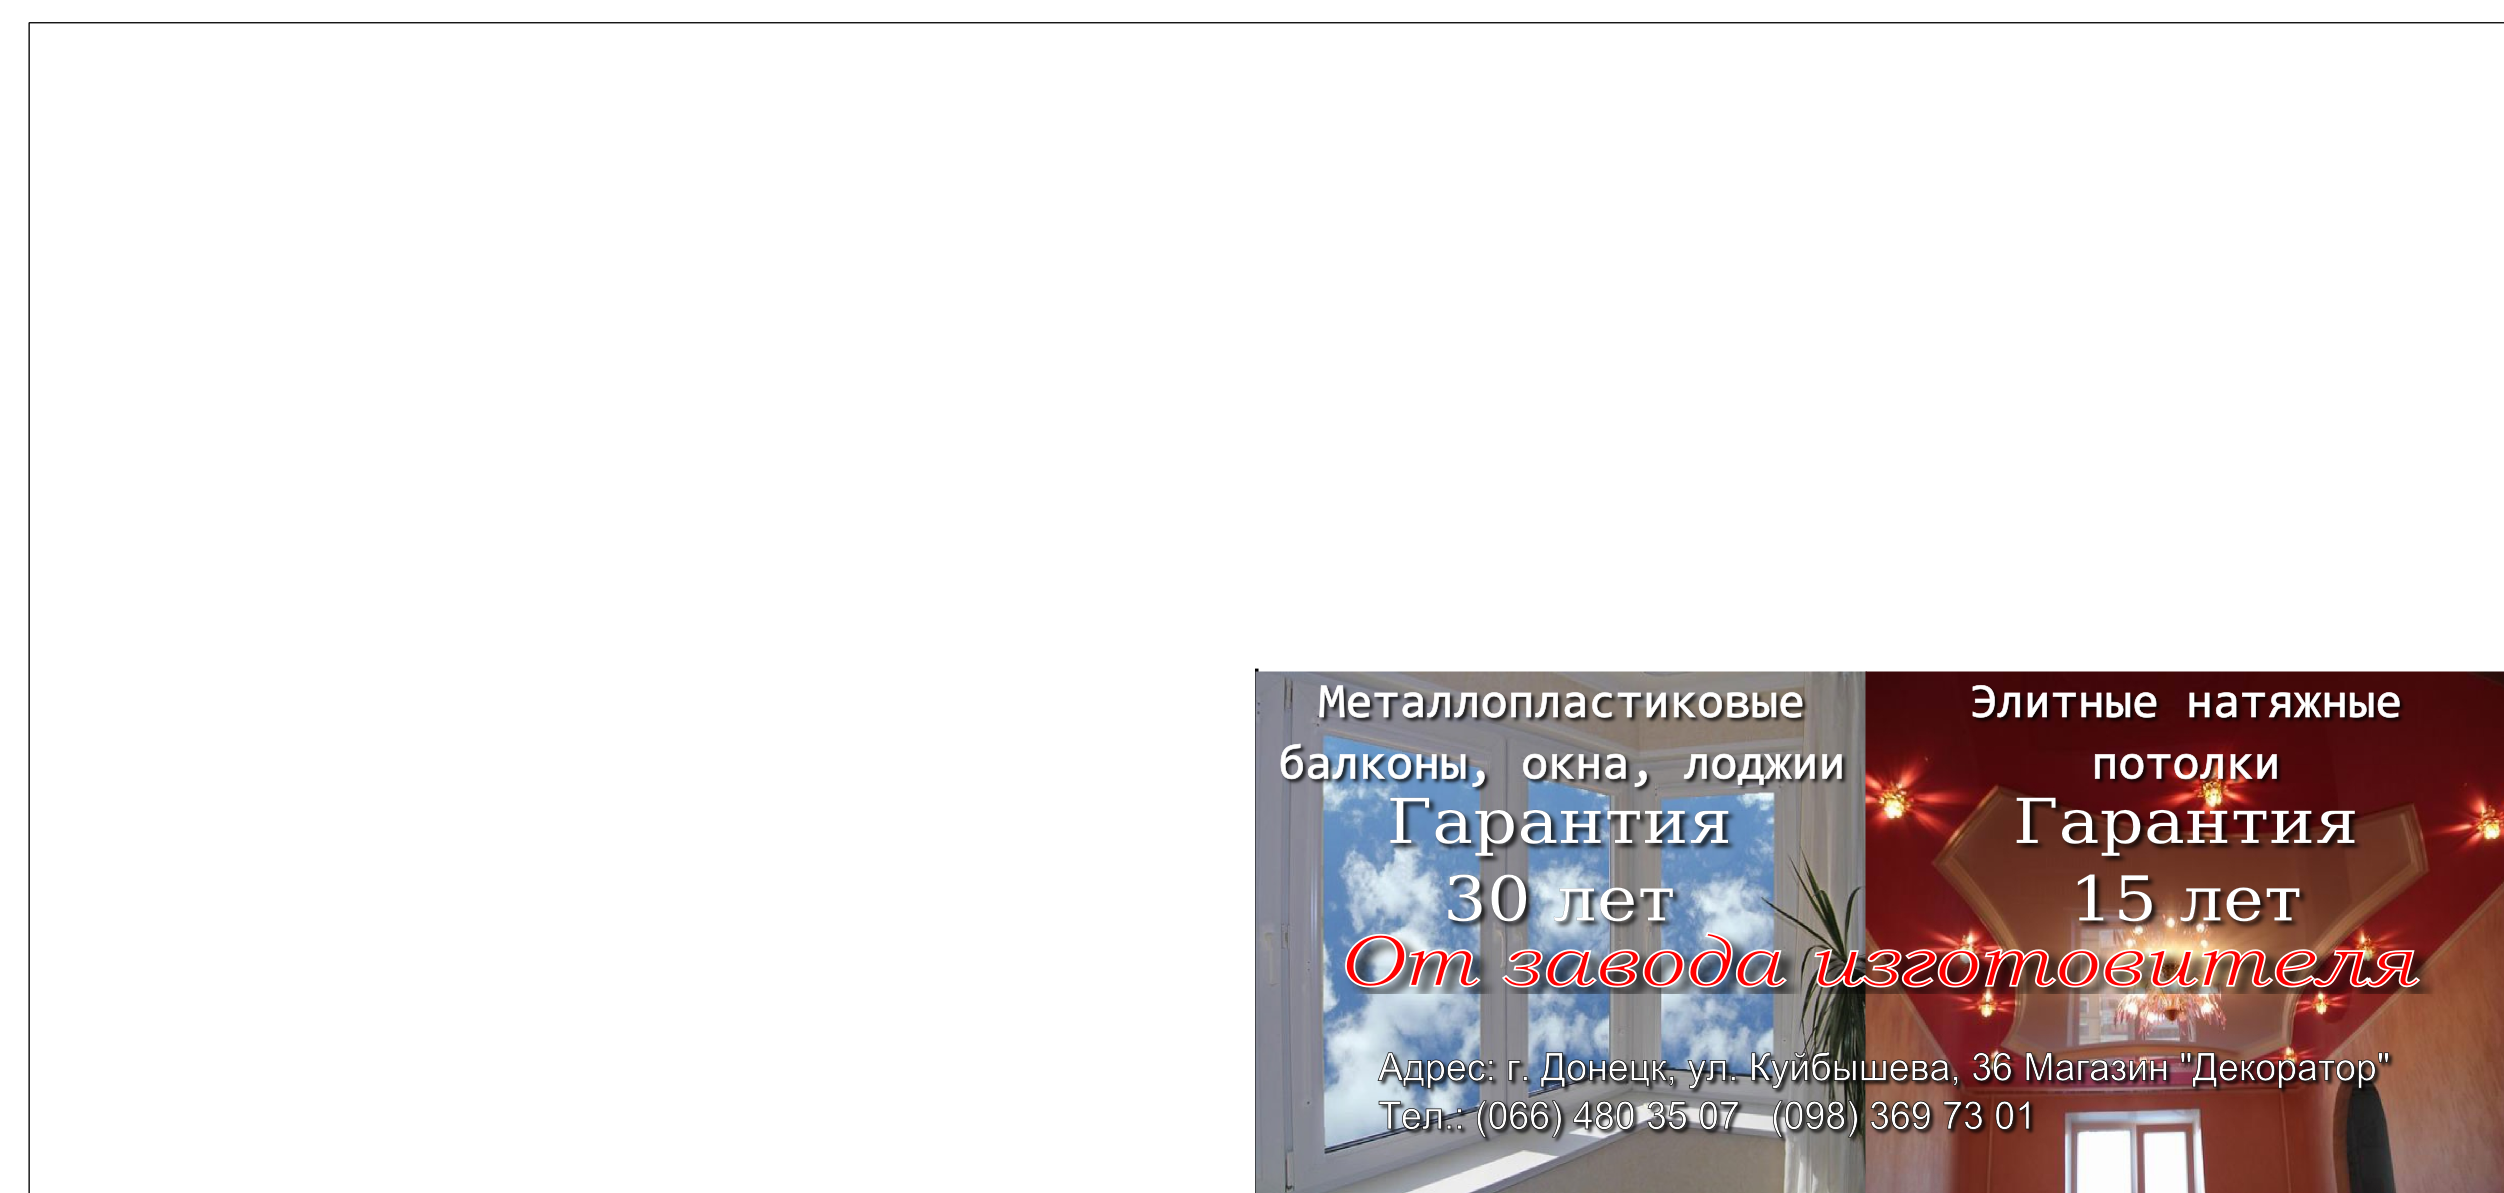 Металлопластиковые
балконы, окна, лоджии
Гарантия
30 лет
Элитные натяжные
потолки
Гарантия
15 лет
От завода изготовителя
Адрес: г. Донецк, ул. Куйбышева, 36 Магазин "Декоратор"
Тел.: (066) 480 35 07 (098) 369 73 01